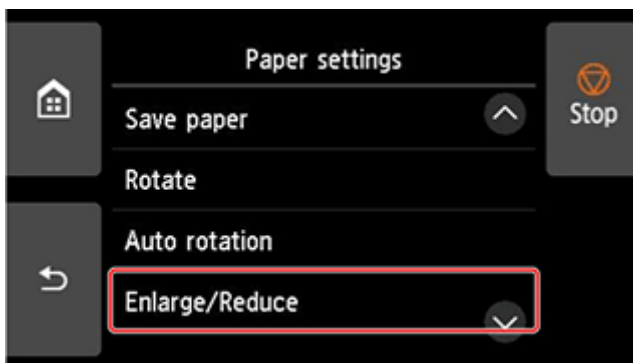 Paper settings
Save paper
Stop
Rotate
Auto rotation
Enlarge/Reduce